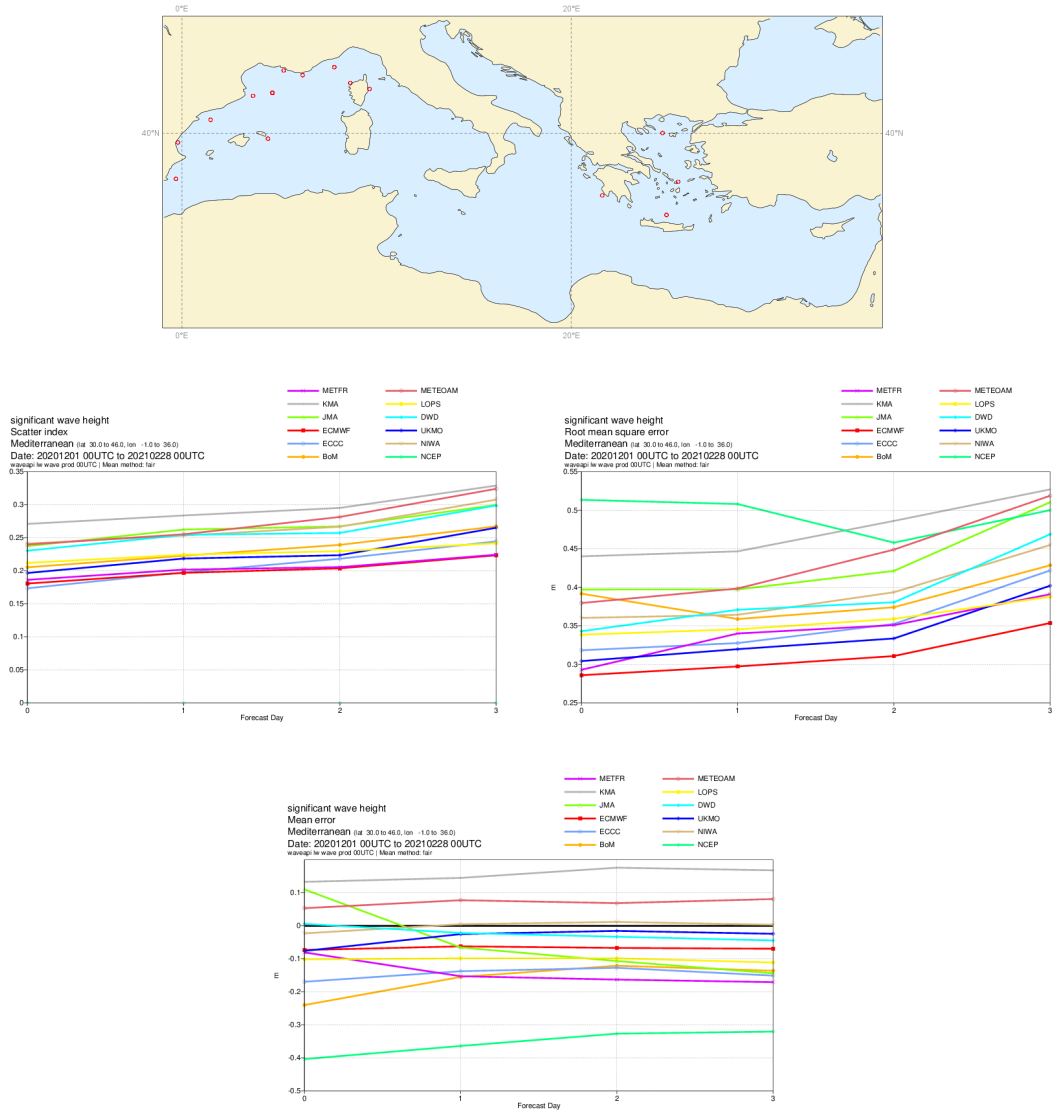 0°E 20°E
40°N 40°N
0°E 20°E
METFR METEOAM
KMA LOPS
JMA DWD
ECMWF UKMO
ECCC NIWA
BoM NCEP
significant wave height
Scatter index
Mediterranean (lat 30.0 to 46.0, lon -1.0 to 36.0)
Date: 20201201 00UTC to 20210228 00UTC
waveapi lw wave prod 00UTC | Mean method: fair
0.35
0.3
0.25
0.2
0.15
0.1
0.05
0
0 1 2 3
Forecast Day
METFR METEOAM
KMA LOPS
JMA DWD
ECMWF UKMO
ECCC NIWA
BoM NCEP
significant wave height
Root mean square error
Mediterranean (lat 30.0 to 46.0, lon -1.0 to 36.0)
Date: 20201201 00UTC to 20210228 00UTC
waveapi lw wave prod 00UTC | Mean method: fair
0.55
0.5
0.45
0.4
0.35
0.3
0.25
m
0 1 2 3
Forecast Day
METFR METEOAM
KMA LOPS
JMA DWD
ECMWF UKMO
ECCC NIWA
BoM NCEP
significant wave height
Mean error
Mediterranean (lat 30.0 to 46.0, lon -1.0 to 36.0)
Date: 20201201 00UTC to 20210228 00UTC
waveapi lw wave prod 00UTC | Mean method: fair
0.1
0
-0.1
-0.2
-0.3
-0.4
-0.5
m
0 1 2 3
Forecast Day